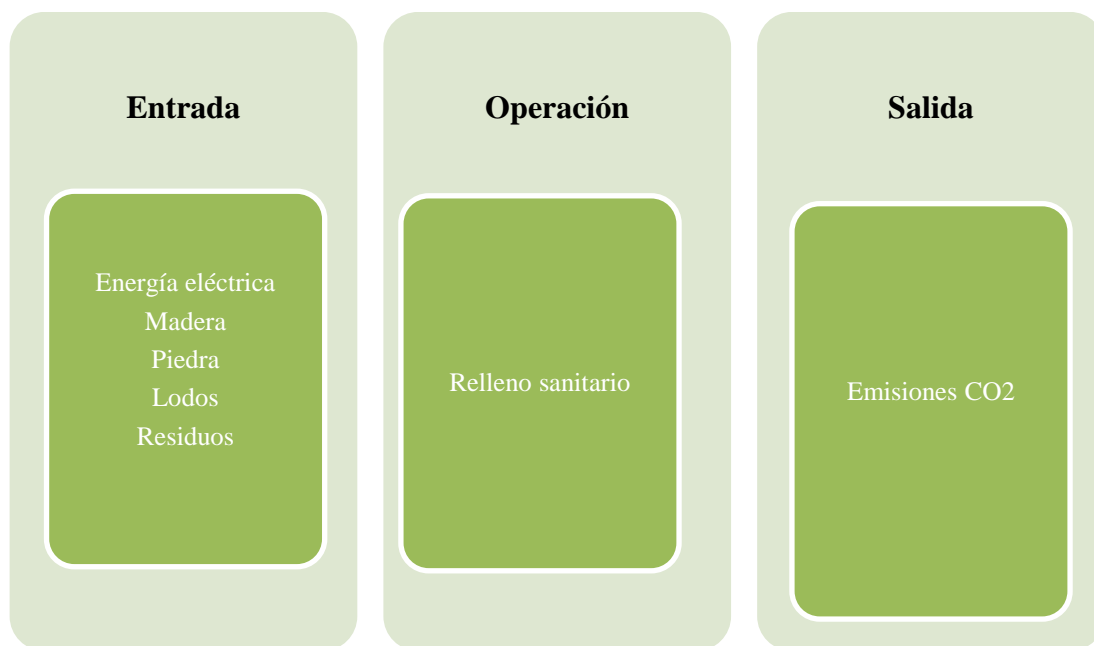 Entrada
Energía eléctrica
Madera
Piedra
Lodos
Residuos
Operación
Relleno sanitario
Salida
Emisiones CO2